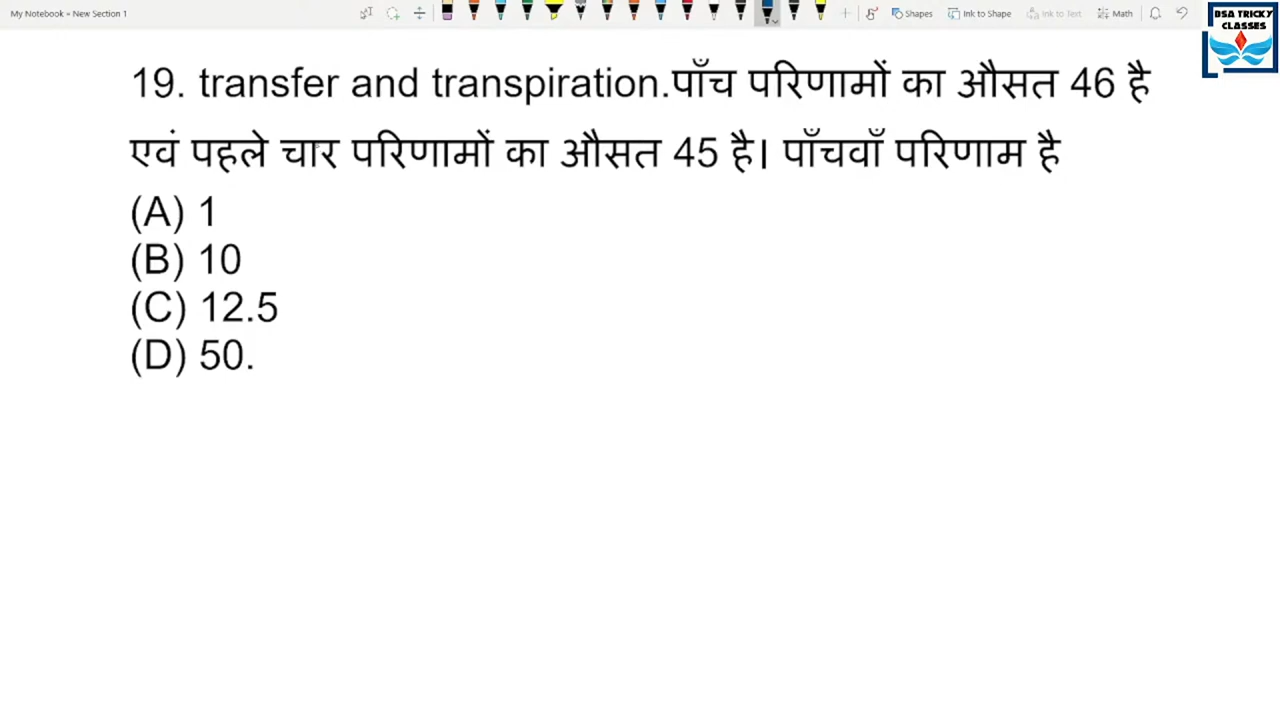 My Notebook » New Section 1
Shapes Ink to Shape Ink to Text Math
BSA TRICKY
CLASSES
19. transfer and transpiration.पाँच परिणामों का औसत 46 है
एवं पहले चार परिणामों का औसत 45 है। पाँचवाँ परिणाम है
(A) 1
(B) 10
(C) 12.5
(D) 50.